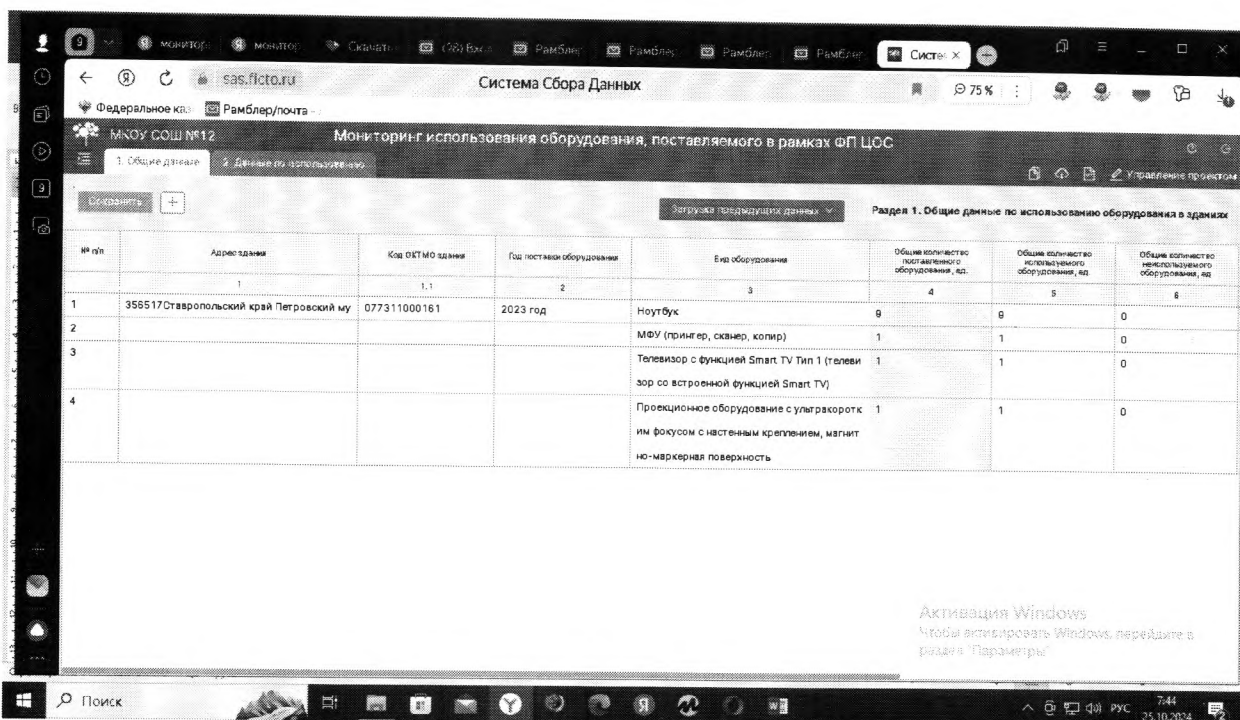 9
Рамблер
Рамблер
Рамблер
Рамблер
sas.ficto.ru
Система Сбора Данных
75 %
Рамблер/почта -
МКОУ СОШ №12
Мониторинг использования оборудования, поставляемого в рамках ФП ЦОС
1. Общие данные
2. Данные по использованию
Управление проектом
9
Сохранить
+
Загрузка предыдущих данных
Раздел 1. Общие данные по использованию оборудования в зданиях
№ п/п
Адрес здания
Код ОКТМО здания
Год поставки оборудования
Вид оборудования
Общее количество поставленного оборудования, ед.
Общее количество используемого оборудования, ед
Общее количество неиспользуемого оборудования, ед
1
1.1
2
3
4
5
6
1
356517Ставропольский край Петровский му
077311000161
2023 год
Ноутбук
9
9
0
2
МФУ (принтер, сканер, копир)
1
1
0
3
Телевизор с функцией Smart TV Тип 1 (телеви
зор со встроенной функцией Smart TV)
1
1
0
4
Проекционное оборудование с ультракоротк
им фокусом с настенным креплением, магнит
но-маркерная поверхность
1
1
0
Активация Windows
Чтобы активировать Windows, перейдите в
раздел "Параметры".
Поиск
РУС
7:44
25.10.2024